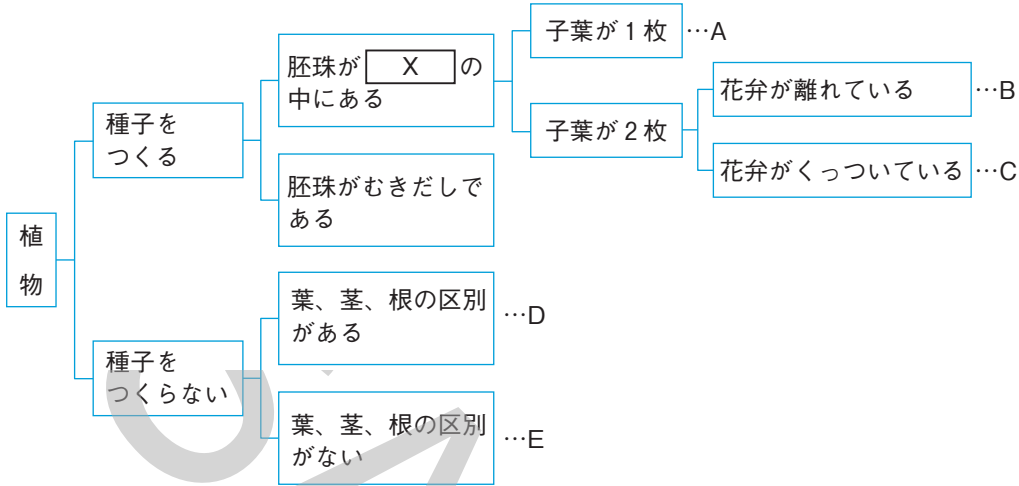 子葉が1枚 …A
胚珠が X の
中にある
花弁が離れている …B
種子を
つくる
子葉が2枚
花弁がくっついている …C
胚珠がむきだしで
ある
植
物
葉、茎、根の区別
がある
…D
種子を
つくらない
葉、茎、根の区別
がない
…E